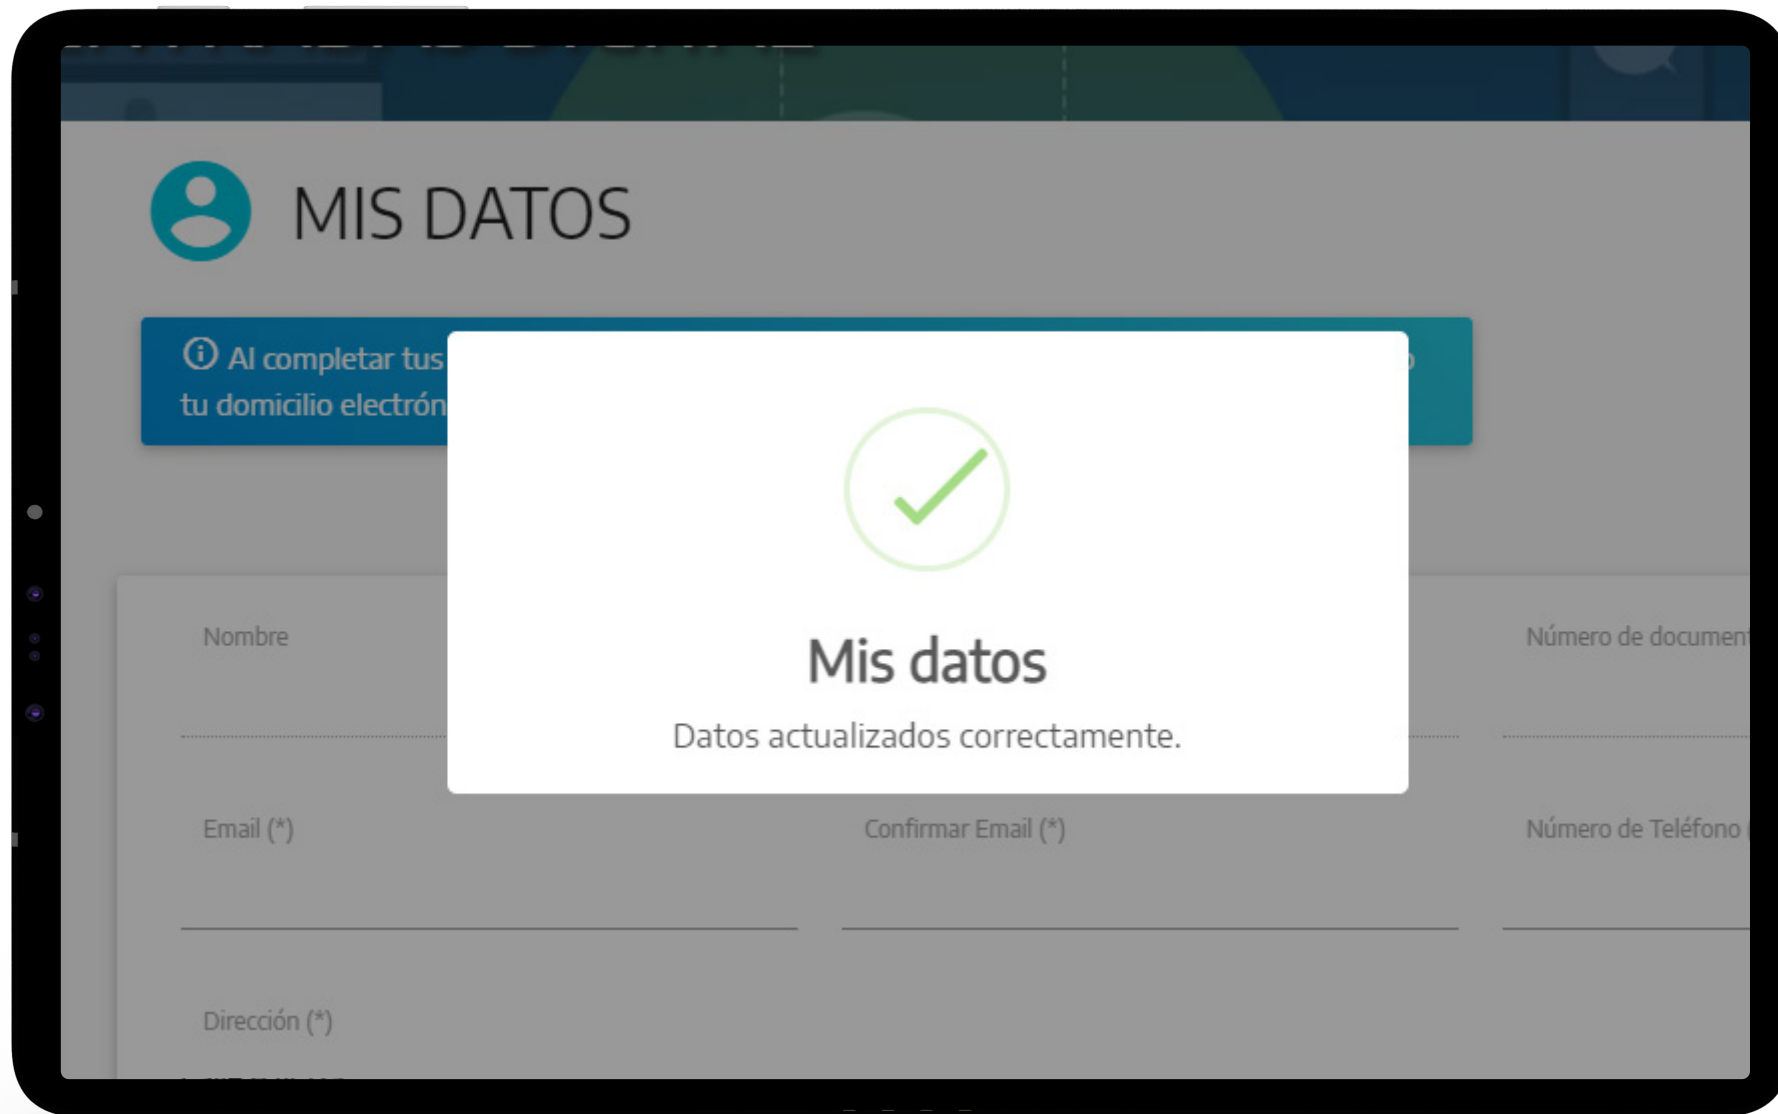 MIS DATOS
Al completar tus
tu domicilio electrón
Mis datos
Datos actualizados correctamente.
Nombre
Número de document
Email (*)
Confirmar Email (*)
Número de Teléfono (
Dirección (*)